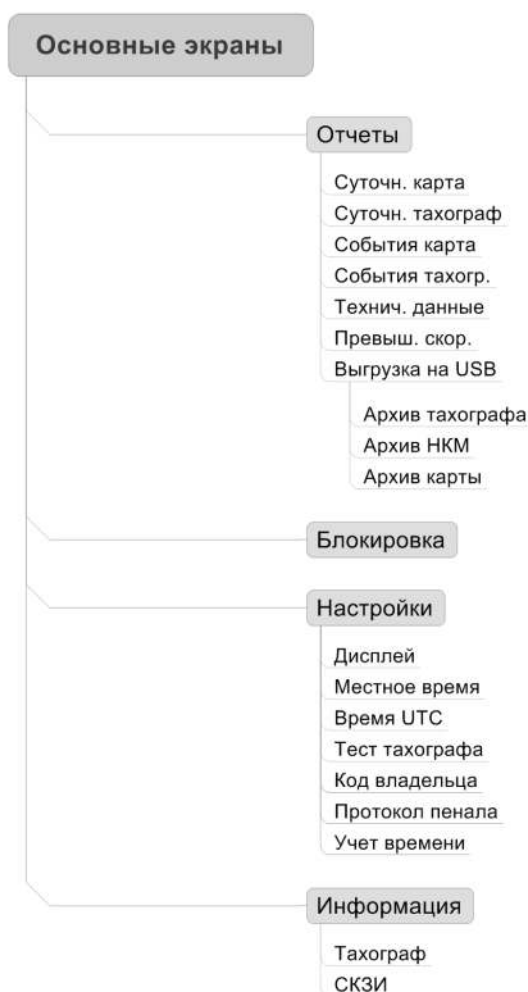 Основные экраны
Отчеты
Суточн. карта
Суточн. тахограф
События карта
События тахогр.
Технич. данные
Превыш. скор.
Выгрузка на USB
Архив тахографа
Архив НКМ
Архив карты
Блокировка
Настройки
Дисплей
Местное время
Время UTC
Тест тахографа
Код владельца
Протокол пенала
Учет времени
Информация
Тахограф
СКЗИ